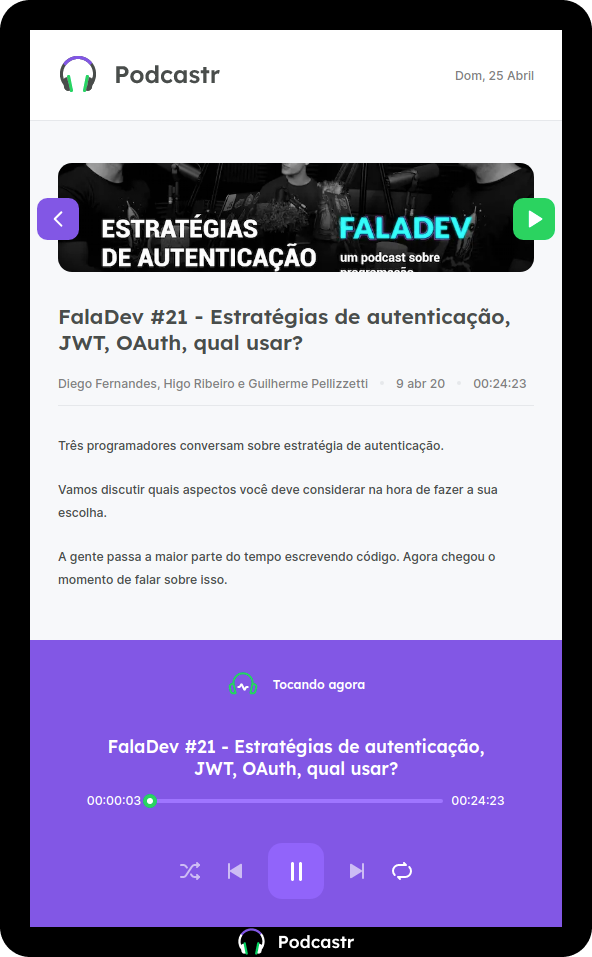 Podcastr
Dom, 25 Abril
ESTRATÉGIAS
DE AUTENTICAÇÃO
FALADEV
um podcast sobre
programação
FalaDev #21 - Estratégias de autenticação,
JWT, OAuth, qual usar?
Diego Fernandes, Higo Ribeiro e Guilherme Pellizzetti
9 abr 20
00:24:23
Três programadores conversam sobre estratégia de autenticação.
Vamos discutir quais aspectos você deve considerar na hora de fazer a sua
escolha.
A gente passa a maior parte do tempo escrevendo código. Agora chegou o
momento de falar sobre isso.
Tocando agora
FalaDev #21 - Estratégias de autenticação,
JWT, OAuth, qual usar?
00:00:03
00:24:23
Podcastr